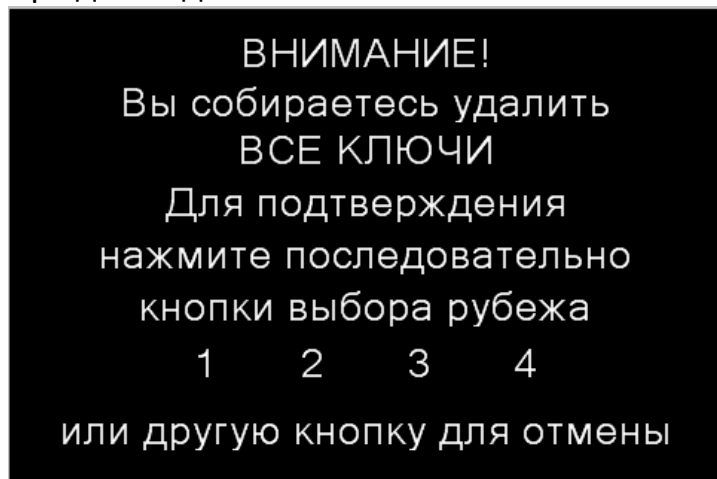 ВНИМАНИЕ!
Вы собираетесь удалить
ВСЕ КЛЮЧИ
Для подтверждения
нажмите последовательно
кнопки выбора рубежа
1 2 3 4
или другую кнопку для отмены